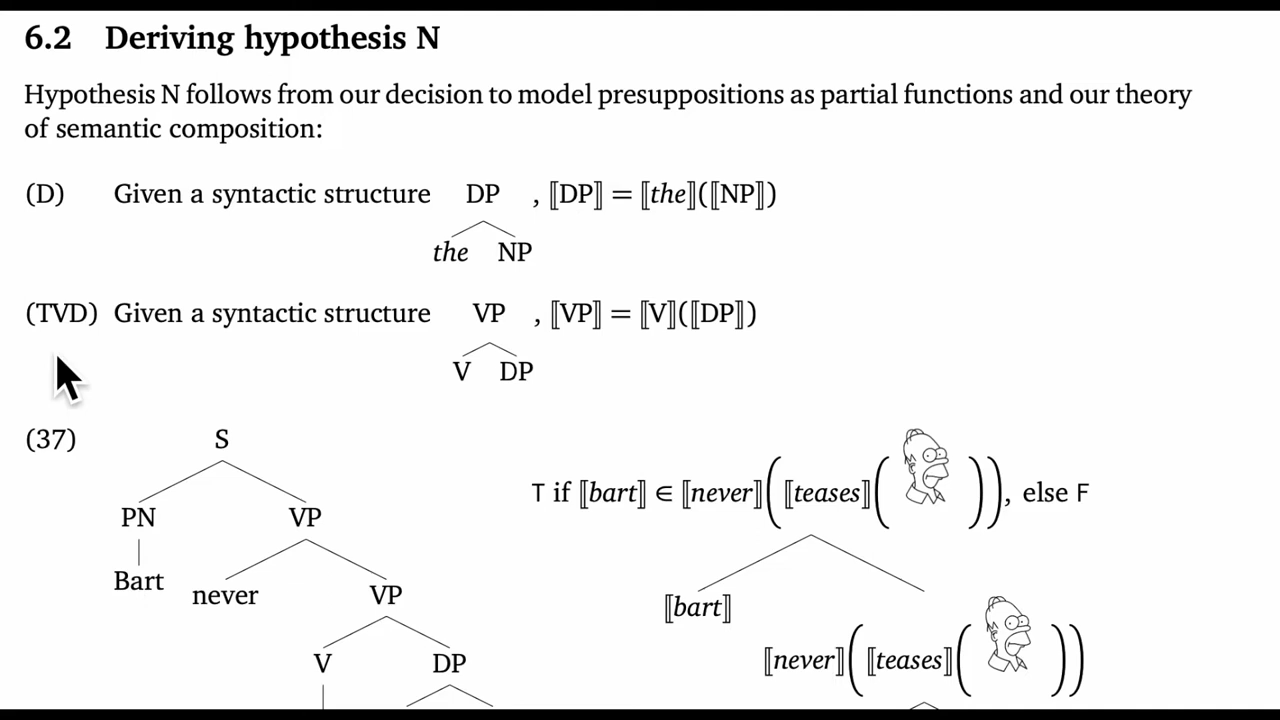 6.2 Deriving hypothesis N
Hypothesis N follows from our decision to model presuppositions as partial functions and our theory
of semantic composition:
(D) Given a syntactic structure DP , ⟦DP⟧ = ⟦the⟧(⟦NP⟧)
the NP
(TVD) Given a syntactic structure VP , ⟦VP⟧ = ⟦V⟧(⟦DP⟧)
V DP
(37) S
T if ⟦bart⟧ ∈ ⟦never⟧(⟦teases⟧( )), else F
PN VP
Bart never VP
⟦bart⟧
V DP
⟦never⟧(⟦teases⟧( ))